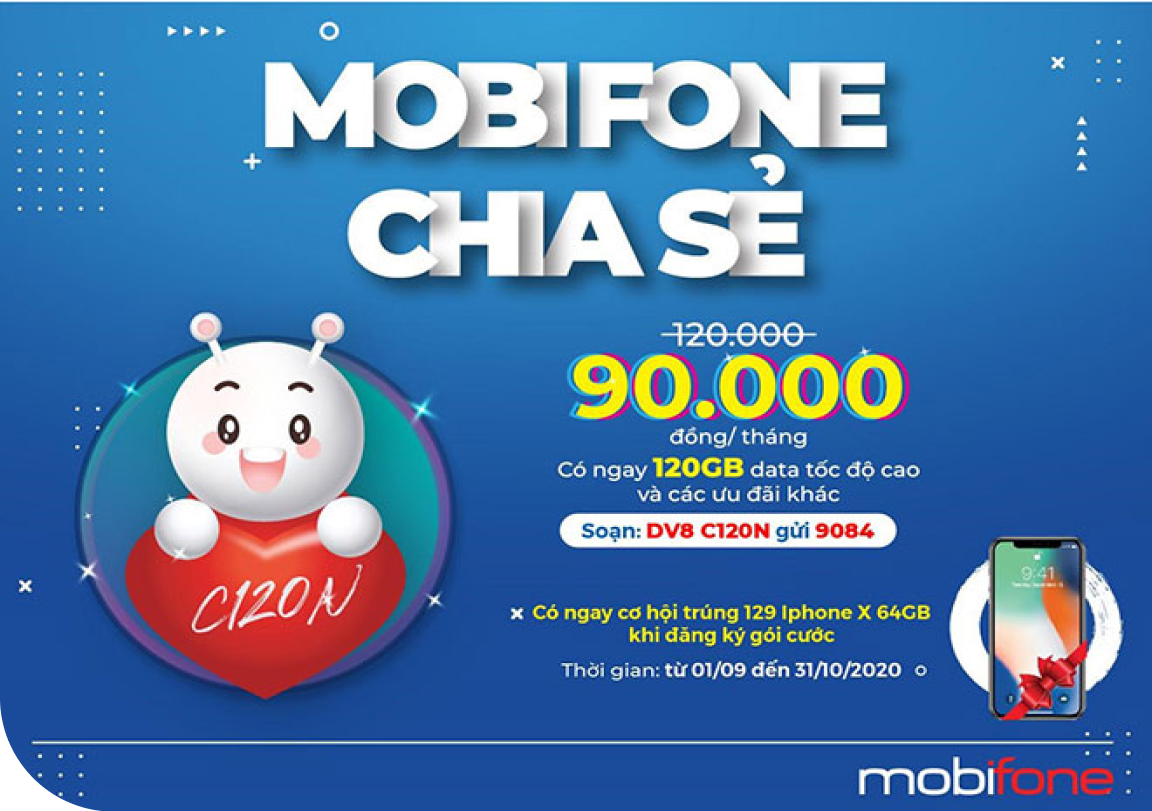 MOBIFONE
CHIA SẺ
120.000
90.000
đồng/ tháng
Có ngay 120GB data tốc độ cao
và các ưu đãi khác
Soạn: DV8 C120N gửi 9084
C120N
Có ngay cơ hội trúng 129 Iphone X 64GB
khi đăng ký gói cước
Thời gian: từ 01/09 đến 31/10/2020
9:41
mobifone